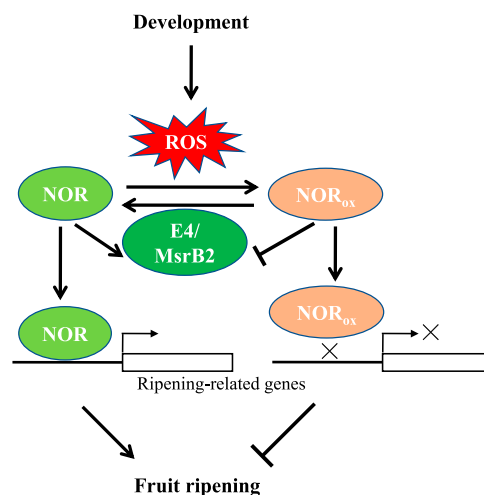 Development
ROS
NOR
NORox
E4/
MsrB2
NOR
NORox
Ripening-related genes
Fruit ripening